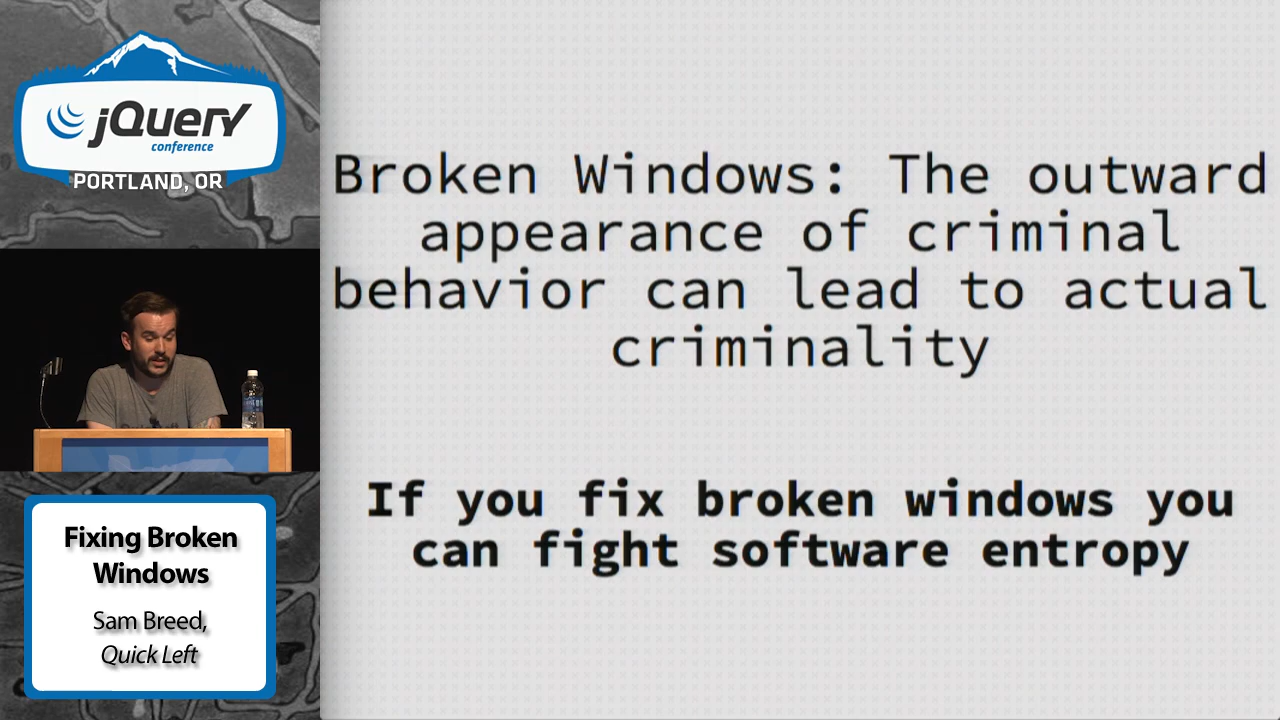 jQuery
conference
PORTLAND, OR
Broken Windows: The outward
appearance of criminal
behavior can lead to actual
criminality
If you fix broken windows you
can fight software entropy
Fixing Broken
Windows
Sam Breed,
Quick Left